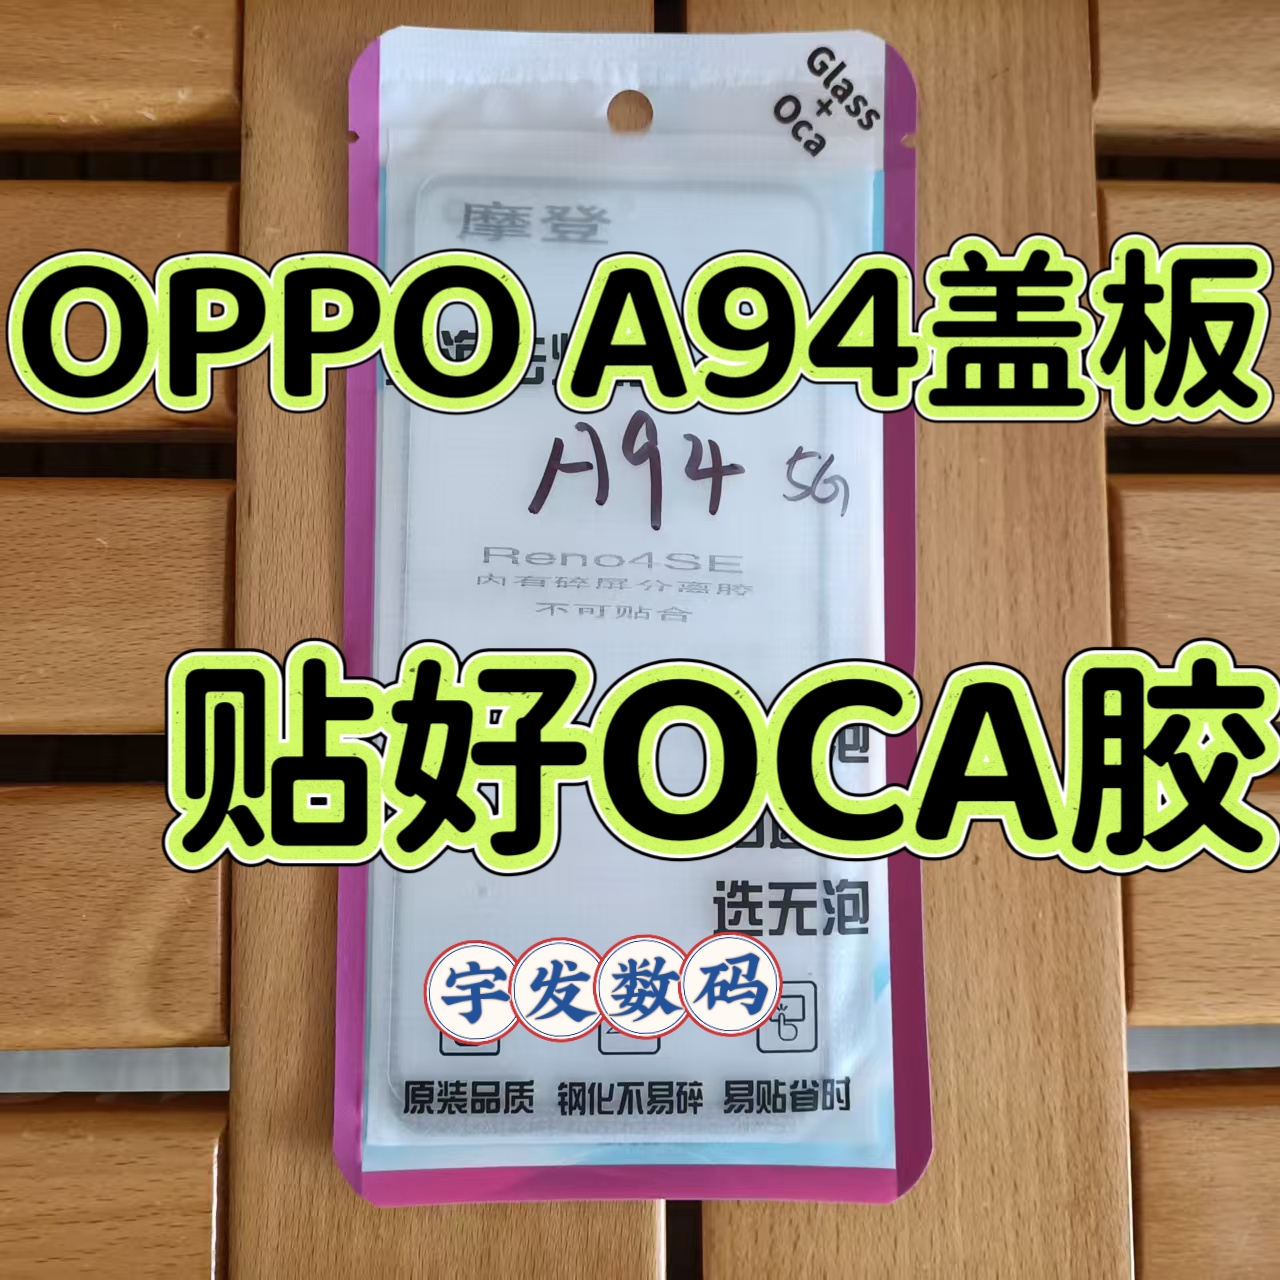 Glass
+
Oca
摩登
OPPO A94盖板
A94 5G
Reno4SE
内有碎屏分离胶
不可贴合
贴好OCA胶
选无泡
宇发数码
原装品质 钢化不易碎 易贴省时